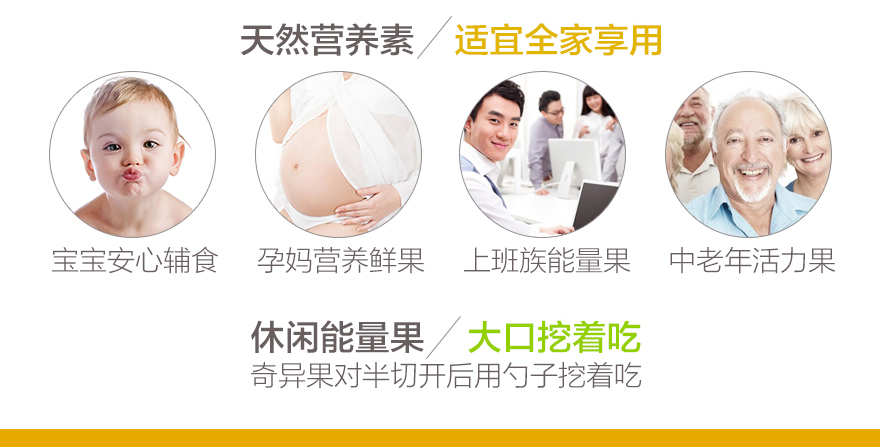 天然营养素/适宜全家享用
宝宝安心辅食
孕妈营养鲜果
上班族能量果
中老年活力果
休闲能量果/大口挖着吃
奇异果对半切开后用勺子挖着吃